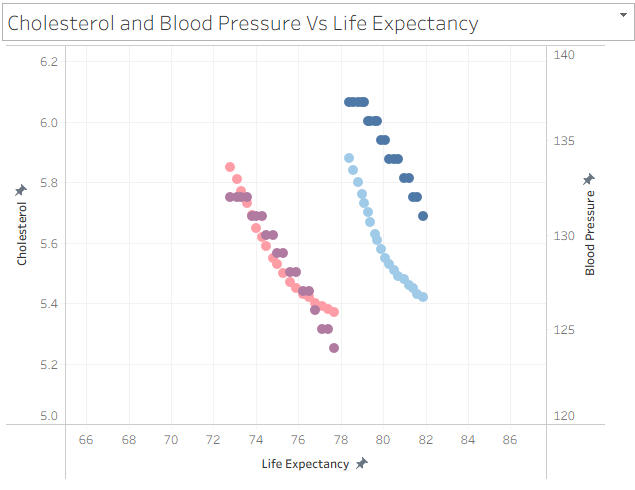 Cholesterol and Blood Pressure Vs Life Expectancy
6.2
6.0
5.8
5.6
5.4
5.2
5.0
Cholesterol
140
135
130
125
120
Blood Pressure
66 68 70 72 74 76 78 80 82 84 86
Life Expectancy